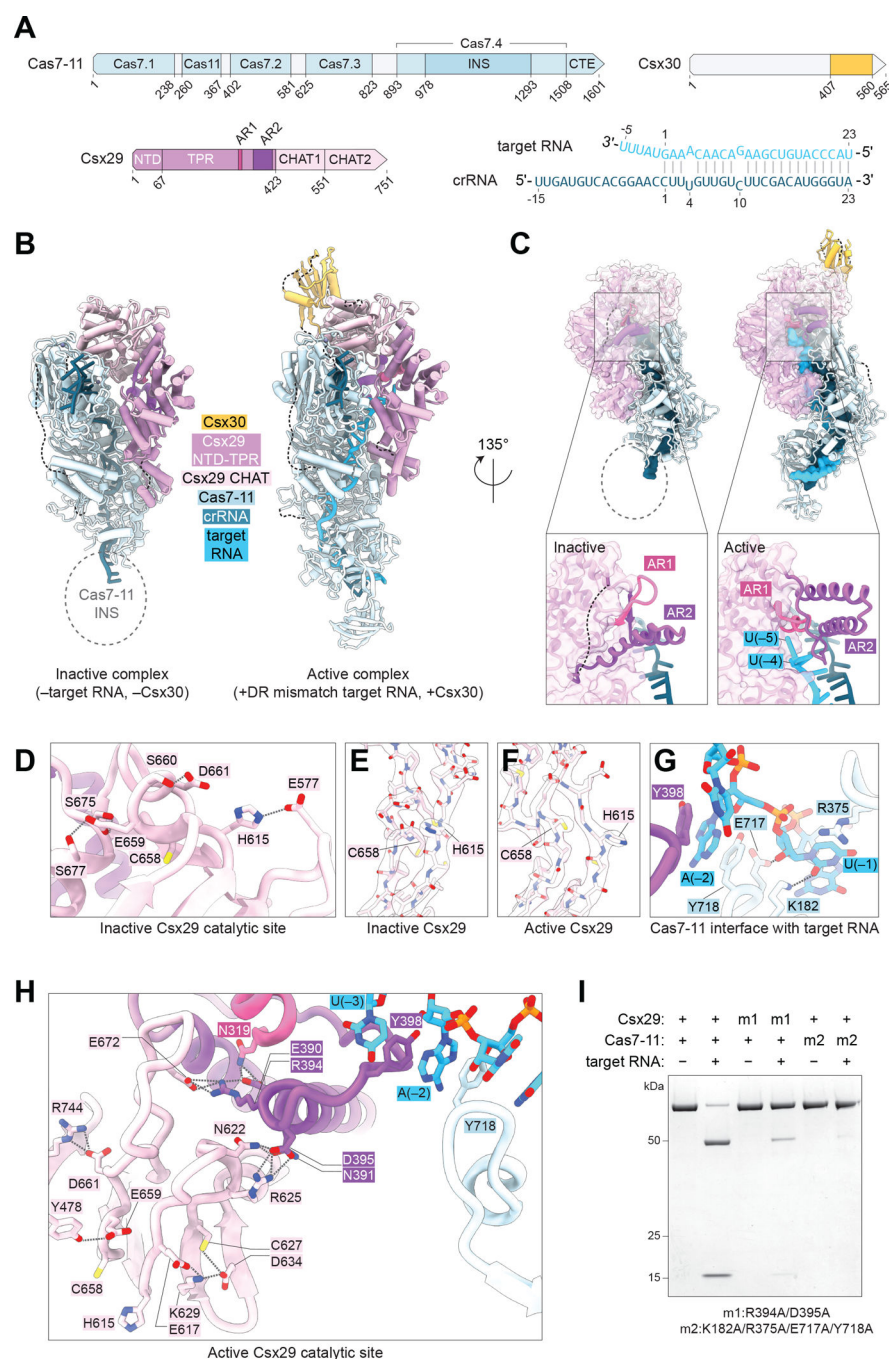 A
Cas7.4
Cas7-11 Cas7.1 Cas11 Cas7.2 Cas7.3 INS CTE
1 238 260 367 402 581 625 823 893 978 1293 1508 1601
Csx30
1 407 560 565
AR1 AR2
Csx29 NTD TPR CHAT1 CHAT2
1 67 423 551 751
-5 1 23
target RNA 3'-UUUAUGAAACAACAGAAGCUGUACCCAU-5'
crRNA 5'-UUGAUGUCACGGAACCUUUGUUGUCUUCGACAUGGGUA-3'
-15 1 4 10 23
B
Csx30
Csx29
NTD-TPR
Csx29 CHAT
Cas7-11
crRNA
target
RNA
135°
Cas7-11
INS
Inactive complex
(–target RNA, –Csx30)
Active complex
(+DR mismatch target RNA, +Csx30)
C
Inactive
AR1
AR2
Active
AR1
AR2
U(–5)
U(–4)
D
S660
D661
E577
S675
H615
E659
S677
C658
Inactive Csx29 catalytic site
E
C658
H615
Inactive Csx29
F
C658
H615
Active Csx29
G
Y398
E717
R375
A(–2)
U(–1)
Y718
K182
Cas7-11 interface with target RNA
H
U(–3)
N319
Y398
E672
E390
R394
A(–2)
R744
N622
Y718
D661
D395
N391
E659
R625
Y478
C627
D634
C658
K629
H615
E617
Active Csx29 catalytic site
I
Csx29: + + m1 m1 + +
Cas7-11: + + + + m2 m2
target RNA: – + – + – +
kDa
50
25
15
m1:R394A/D395A
m2:K182A/R375A/E717A/Y718A